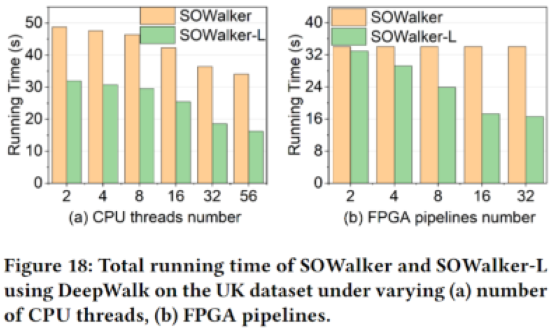 50
40
30
20
10
0
Running Time (s)
SOWalker
SOWalker-L
2 4 8 16 32 56
(a) CPU threads number
40
32
24
16
8
0
Running Time (s)
SOWalker
SOWalker-L
2 4 8 16 32
(b) FPGA pipelines number
Figure 18: Total running time of SOWalker and SOWalker-L
using DeepWalk on the UK dataset under varying (a) number
of CPU threads, (b) FPGA pipelines.